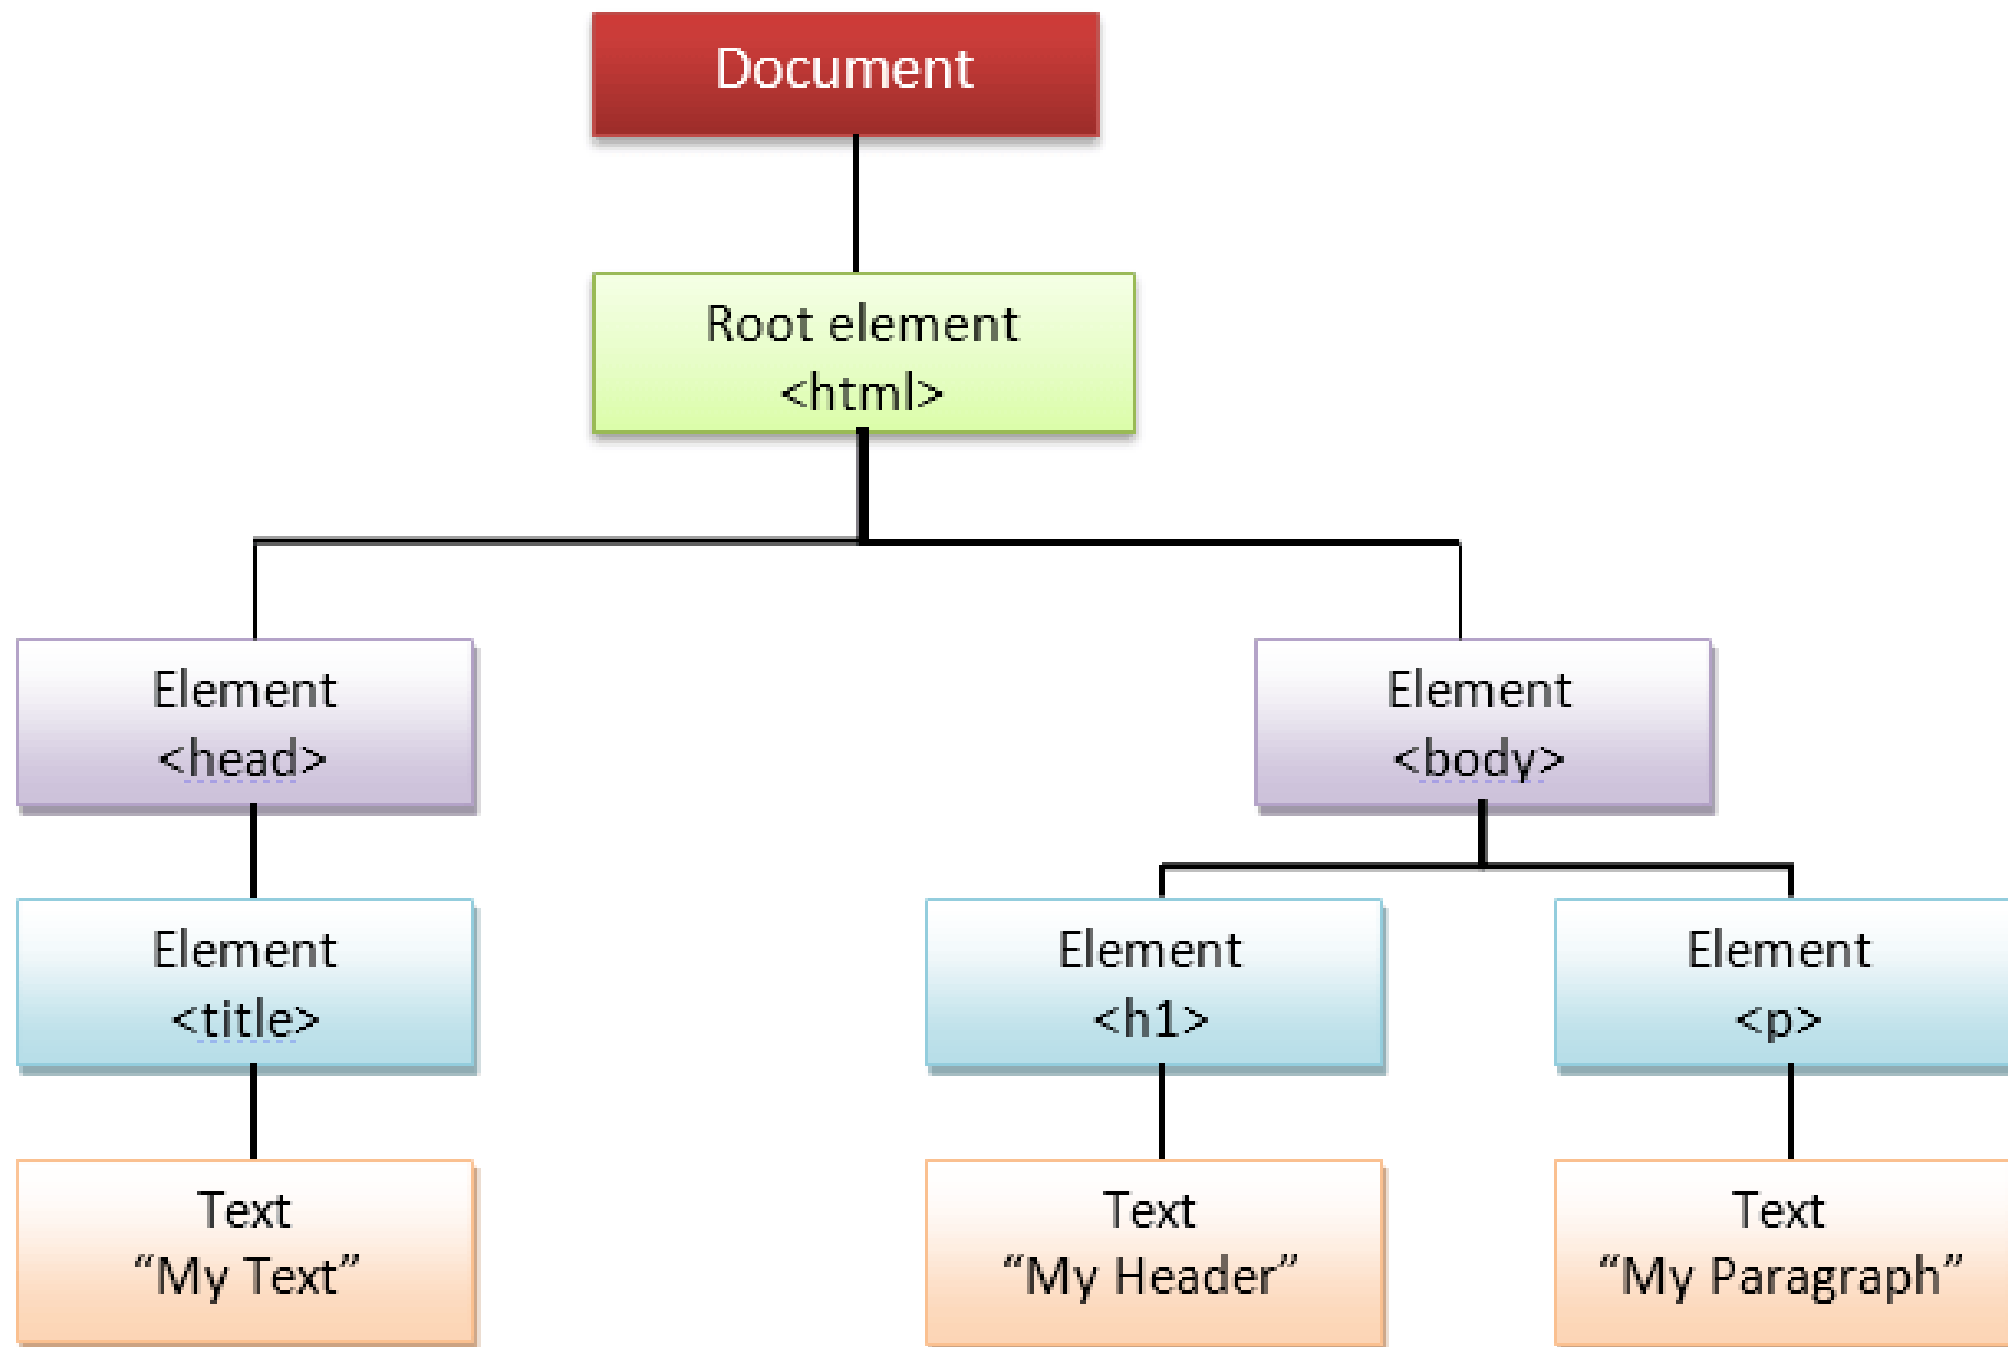 Document
Root element
<html>
Element
<head>
Element
<body>
Element
<title>
Element
<h1>
Element
<p>
Text
“My Text”
Text
“My Header”
Text
“My Paragraph”